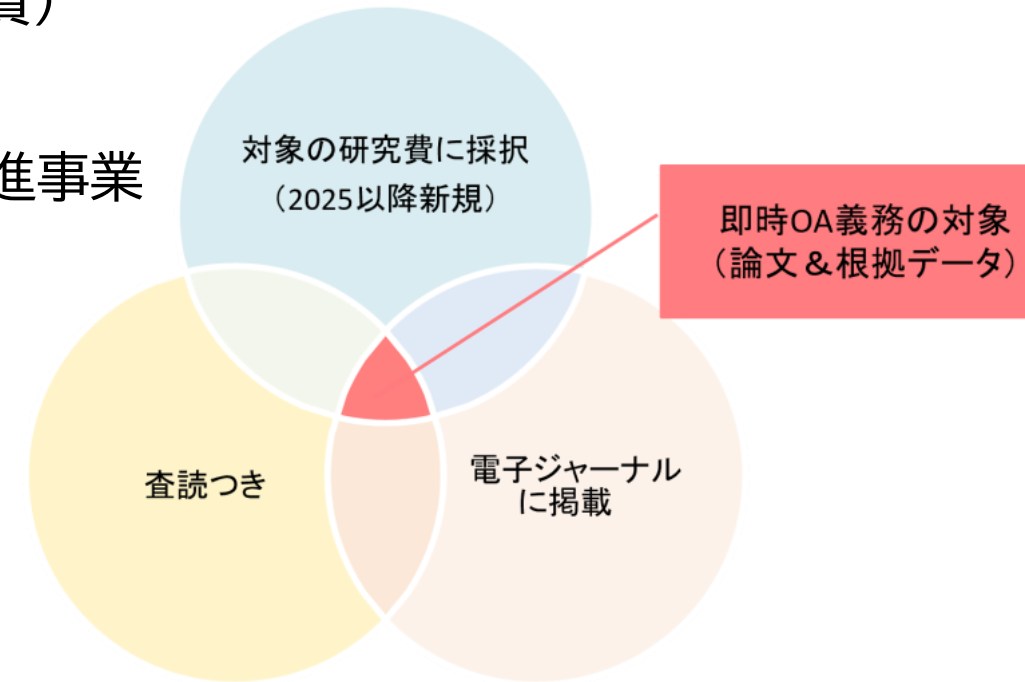 費）
進事業
対象の研究費に採択
（2025以降新規）
即時OA義務の対象
（論文＆根拠データ）
査読つき
電子ジャーナル
に掲載